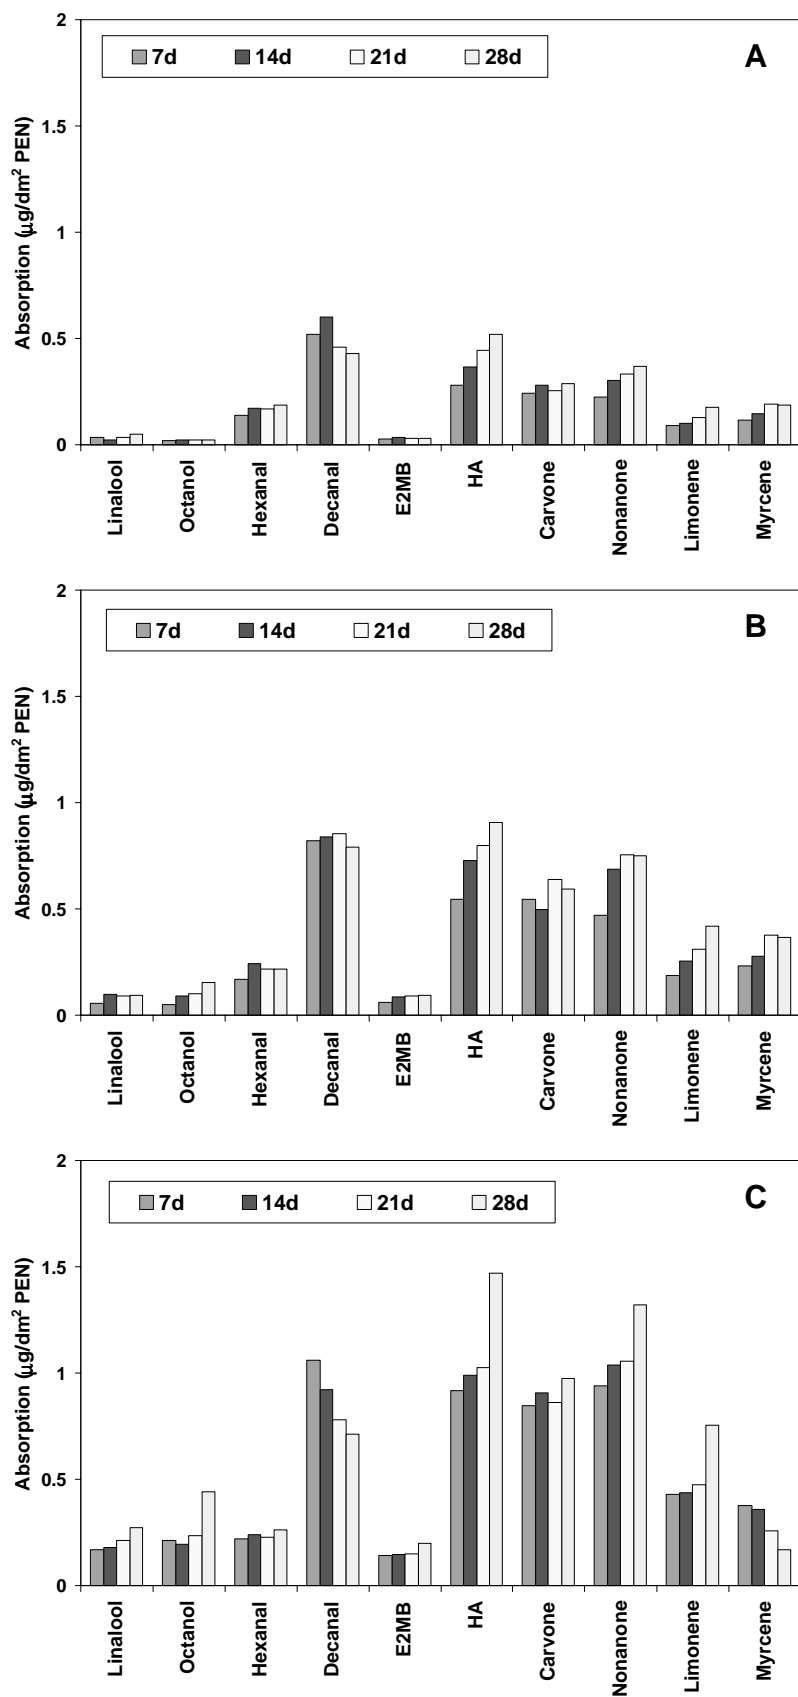 2
7d 14d 21d 28d
A
1.5
1
0.5
0
Absorption (µg/dm² PEN)
Linalool
Octanol
Hexanal
Decanal
E2MB
HA
Carvone
Nonanone
Limonene
Myrcene
2
7d 14d 21d 28d
B
1.5
1
0.5
0
Absorption (µg/dm² PEN)
Linalool
Octanol
Hexanal
Decanal
E2MB
HA
Carvone
Nonanone
Limonene
Myrcene
2
7d 14d 21d 28d
C
1.5
1
0.5
0
Absorption (µg/dm² PEN)
Linalool
Octanol
Hexanal
Decanal
E2MB
HA
Carvone
Nonanone
Limonene
Myrcene